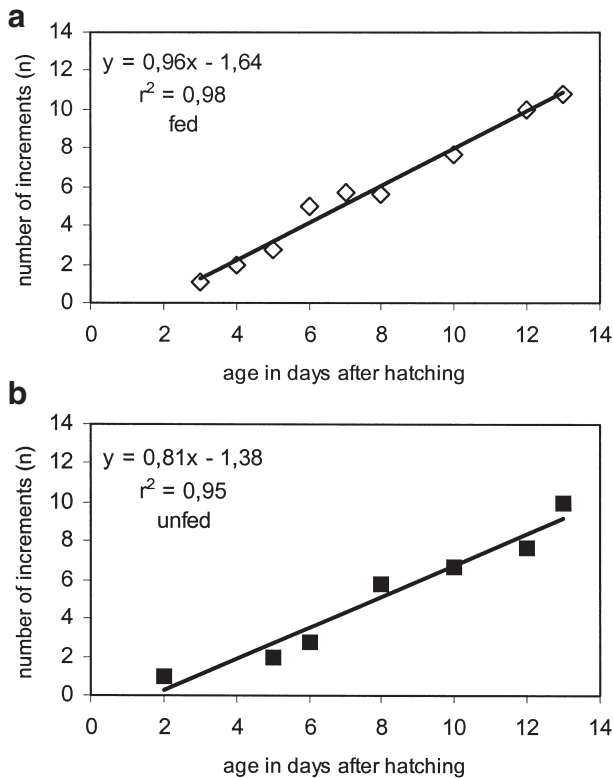 a
number of increments (n)
14
12
10
8
6
4
2
0
y = 0,96x - 1,64
r² = 0,98
fed
0 2 4 6 8 10 12 14
age in days after hatching
b
number of increments (n)
14
12
10
8
6
4
2
0
y = 0,81x - 1,38
r² = 0,95
unfed
0 2 4 6 8 10 12 14
age in days after hatching